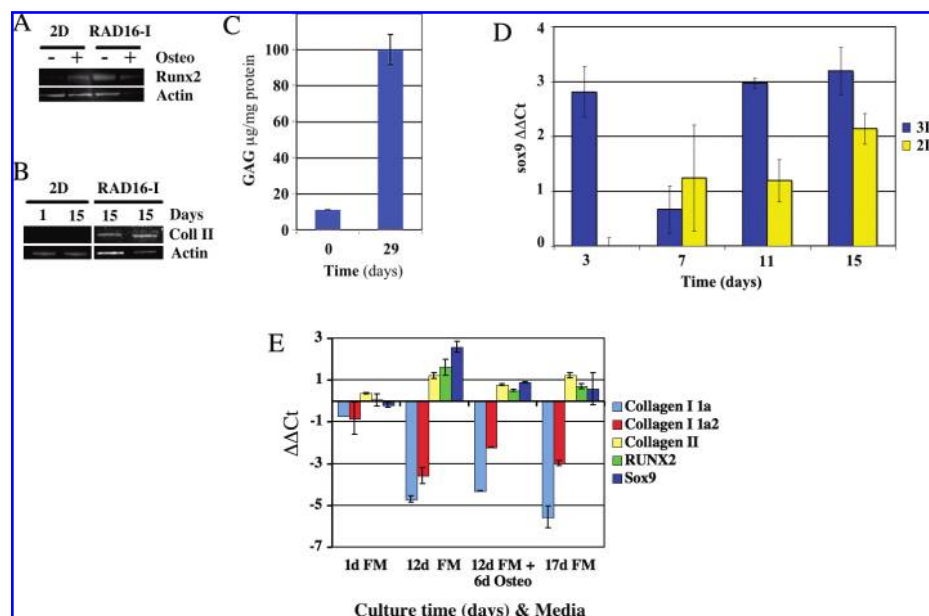 A
2D RAD16-I
- + - + Osteo
Runx2
Actin
B
2D RAD16-I
1 15 15 15 Days
Coll II
Actin
C
GAG µg/mg protein
120
100
80
60
40
20
0
0 29
Time (days)
D
sox9 ΔΔCt
4
3
2
1
0
3 7 11 15
Time (days)
3D
2D
E
ΔΔCt
3
1
-1
-3
-5
-7
1d FM 12d FM 12d FM + 17d FM
6d Osteo
Culture time (days) & Media
Collagen I 1a
Collagen I 1a2
Collagen II
RUNX2
Sox9